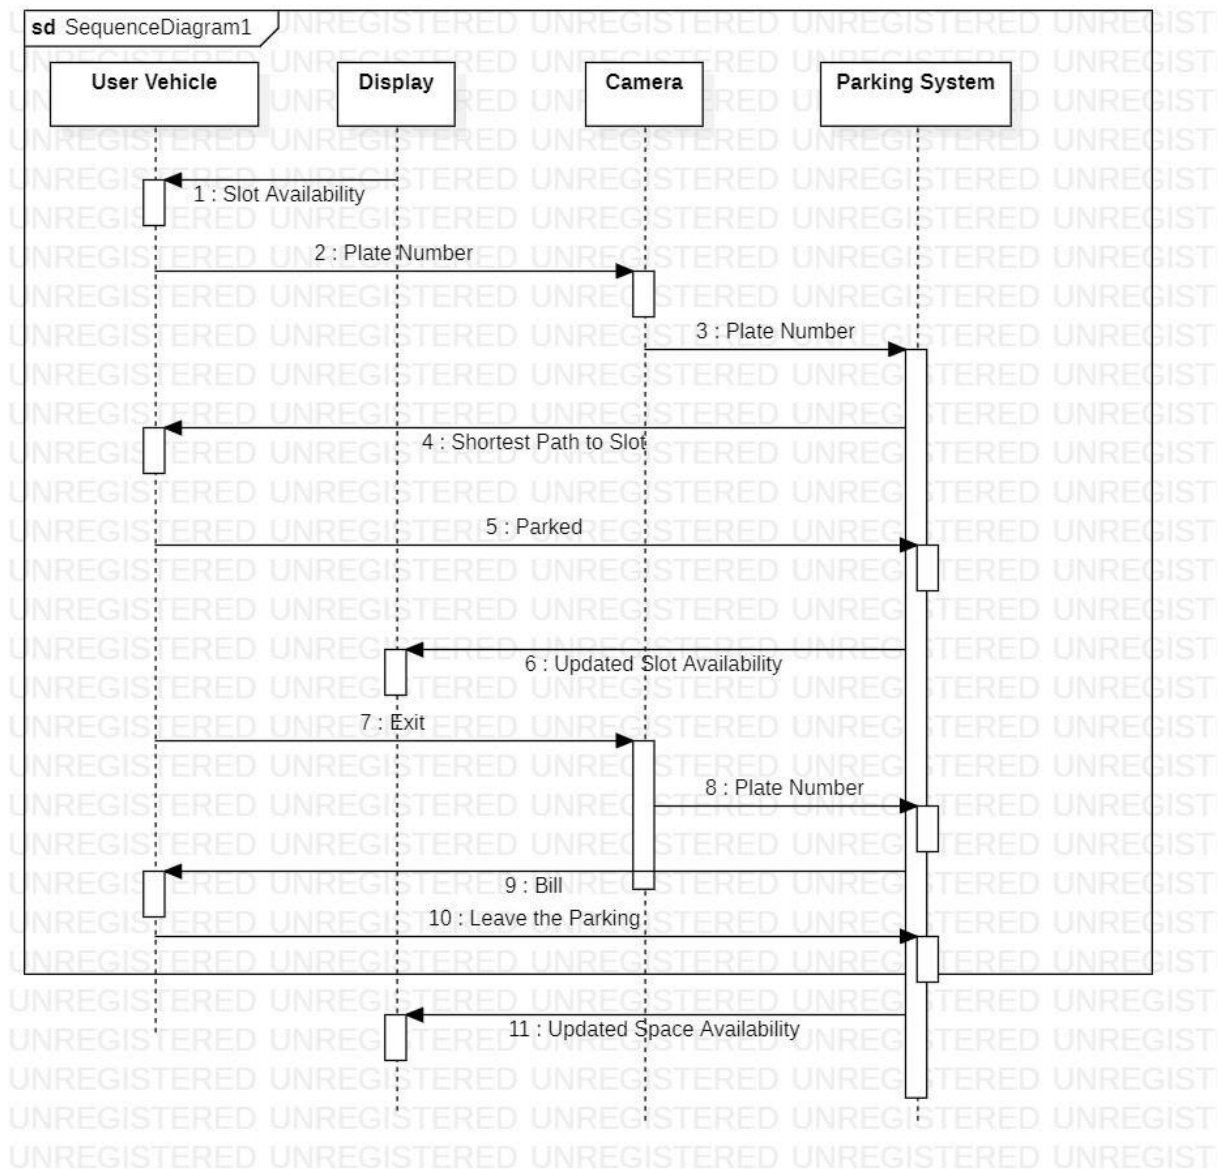 sd SequenceDiagram1
User Vehicle
Display
Camera
Parking System
1 : Slot Availability
2 : Plate Number
3 : Plate Number
4 : Shortest Path to Slot
5 : Parked
6 : Updated Slot Availability
7 : Exit
8 : Plate Number
9 : Bill
10 : Leave the Parking
11 : Updated Space Availability
UNREGISTERED